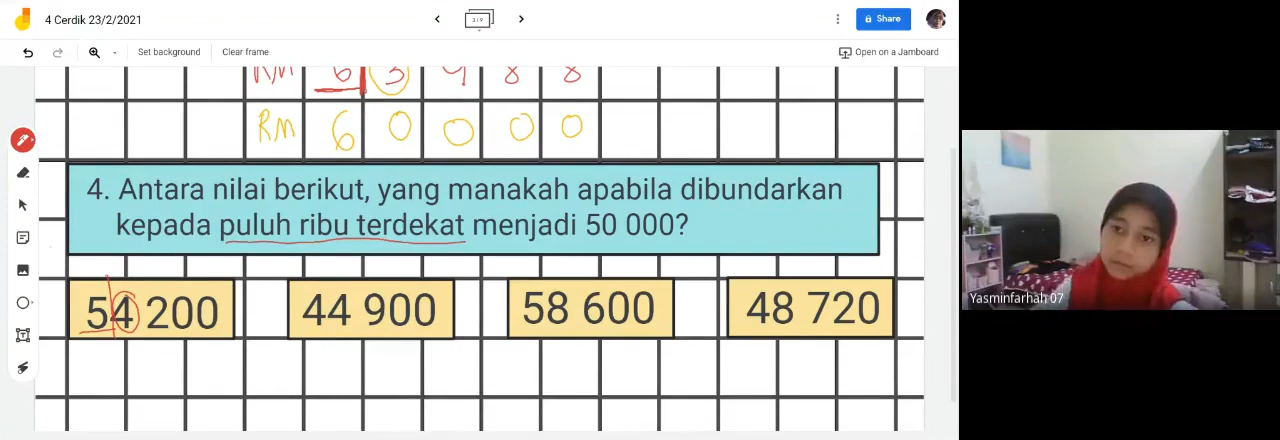 4 Cerdik 23/2/2021
3 / 9
Share
Set background
Clear frame
Open on a Jamboard
RM 6 3 4 8 8
RM 6 0 0 0 0
4. Antara nilai berikut, yang manakah apabila dibundarkan
kepada puluh ribu terdekat menjadi 50 000?
54 200
44 900
58 600
48 720
Yasminfarhah 07